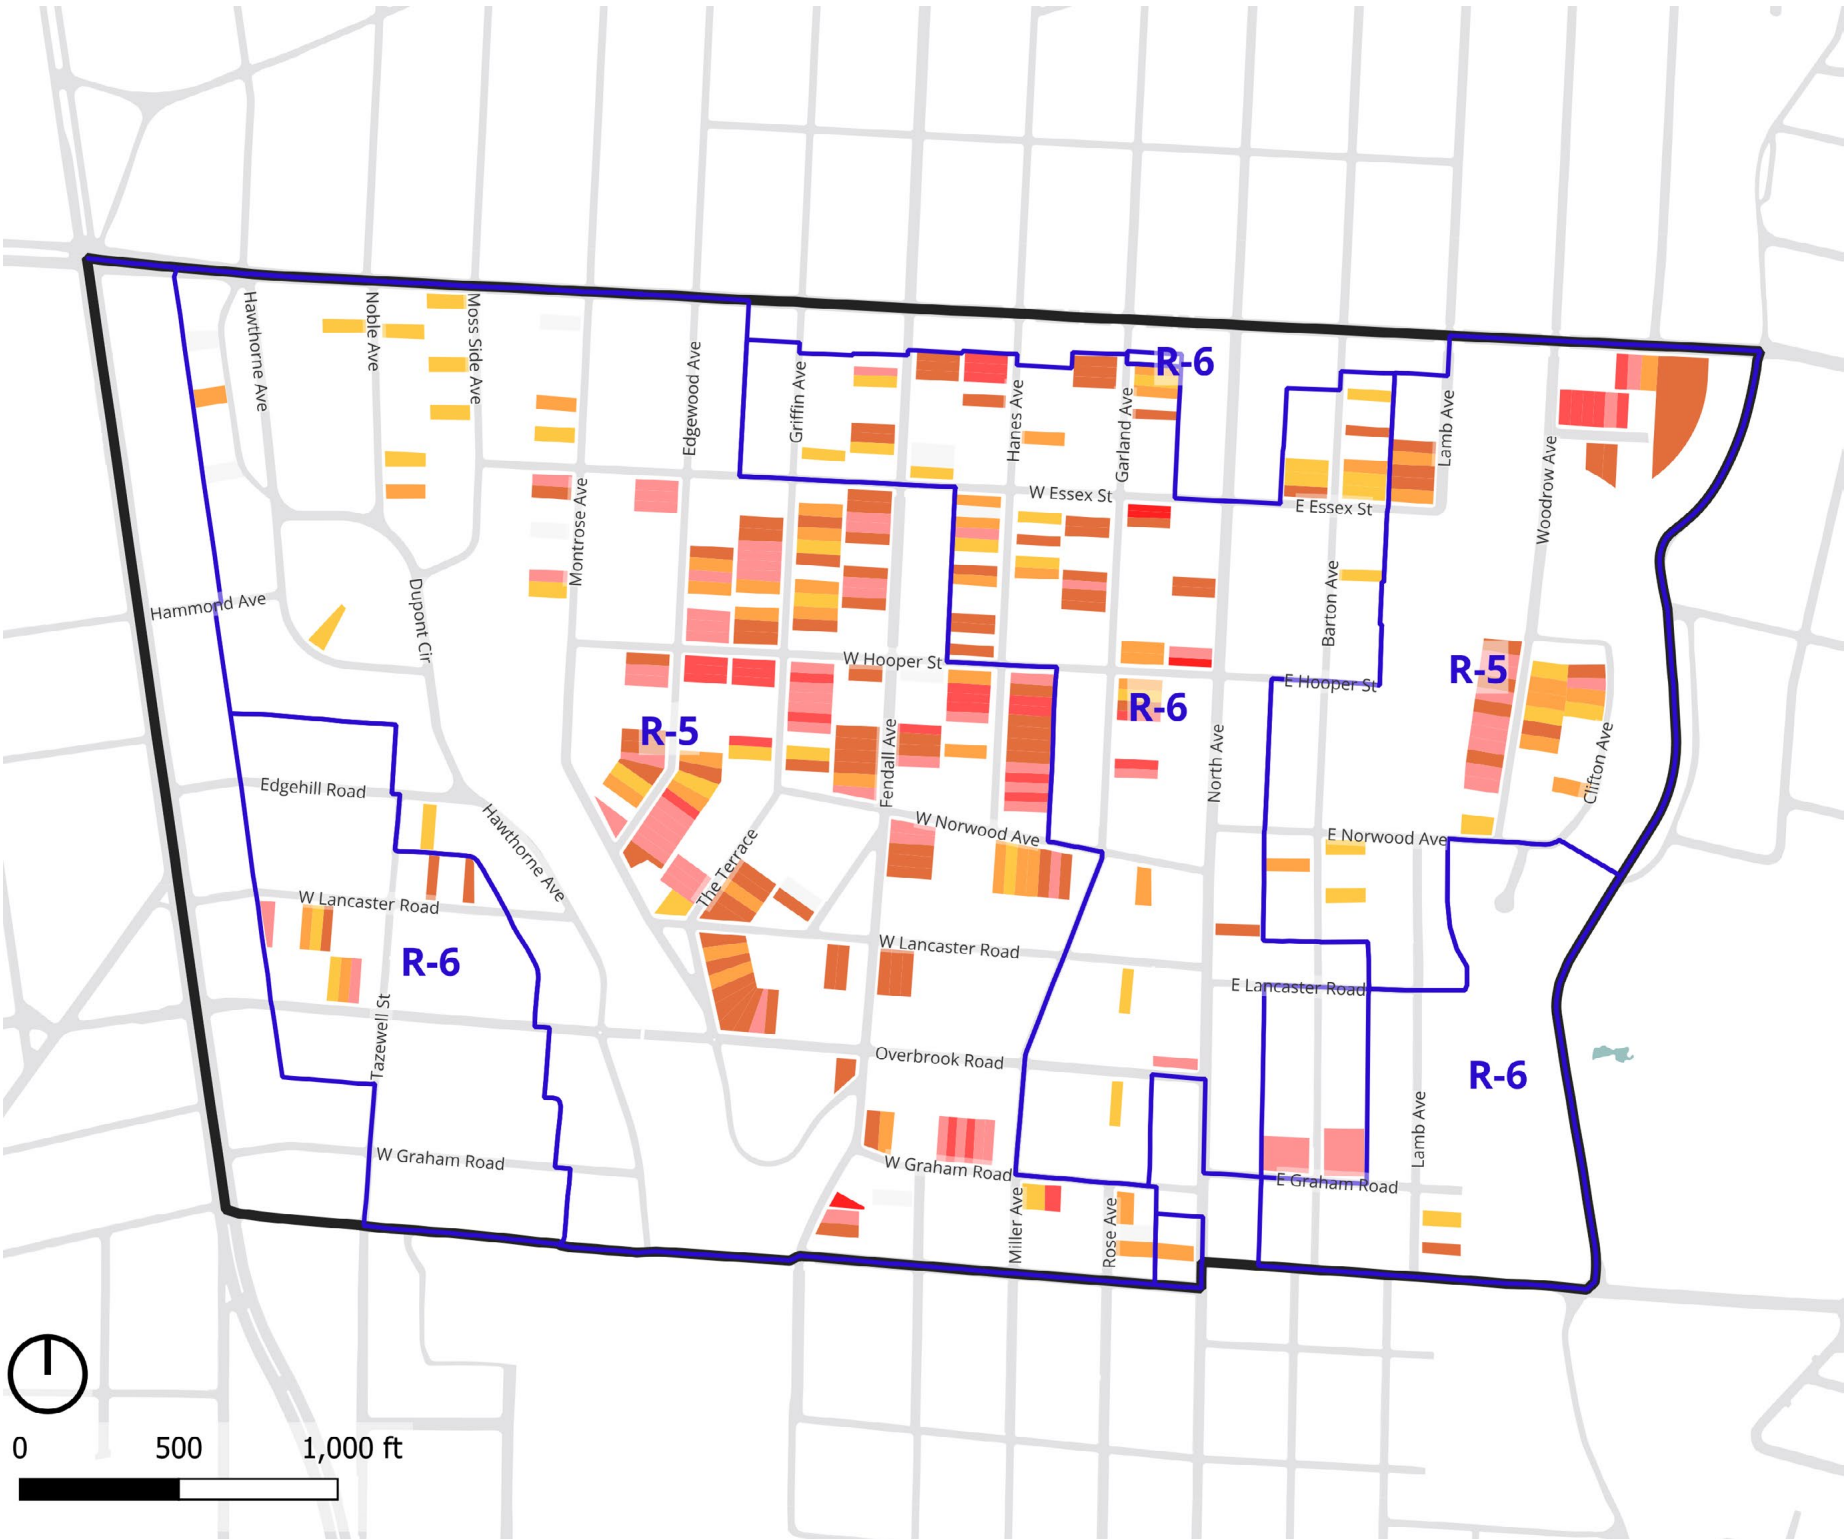 Hawthorne Ave
Noble Ave
Moss Side Ave
Edgewood Ave
Griffin Ave
Hanes Ave
Garland Ave
R-6
Lamb Ave
Woodrow Ave
Montrose Ave
W Essex St
E Essex St
Hammond Ave
Dupont Cir
Barton Ave
W Hooper St
E Hooper St
R-5
R-5
R-6
Fendall Ave
North Ave
Clifton Ave
Edgehill Road
Hawthorne Ave
The Terrace
W Norwood Ave
E Norwood Ave
W Lancaster Road
W Lancaster Road
E Lancaster Road
R-6
Tazewell St
Overbrook Road
R-6
Lamb Ave
W Graham Road
W Graham Road
E Graham Road
Miller Ave
Rose Ave
0 500 1,000 ft